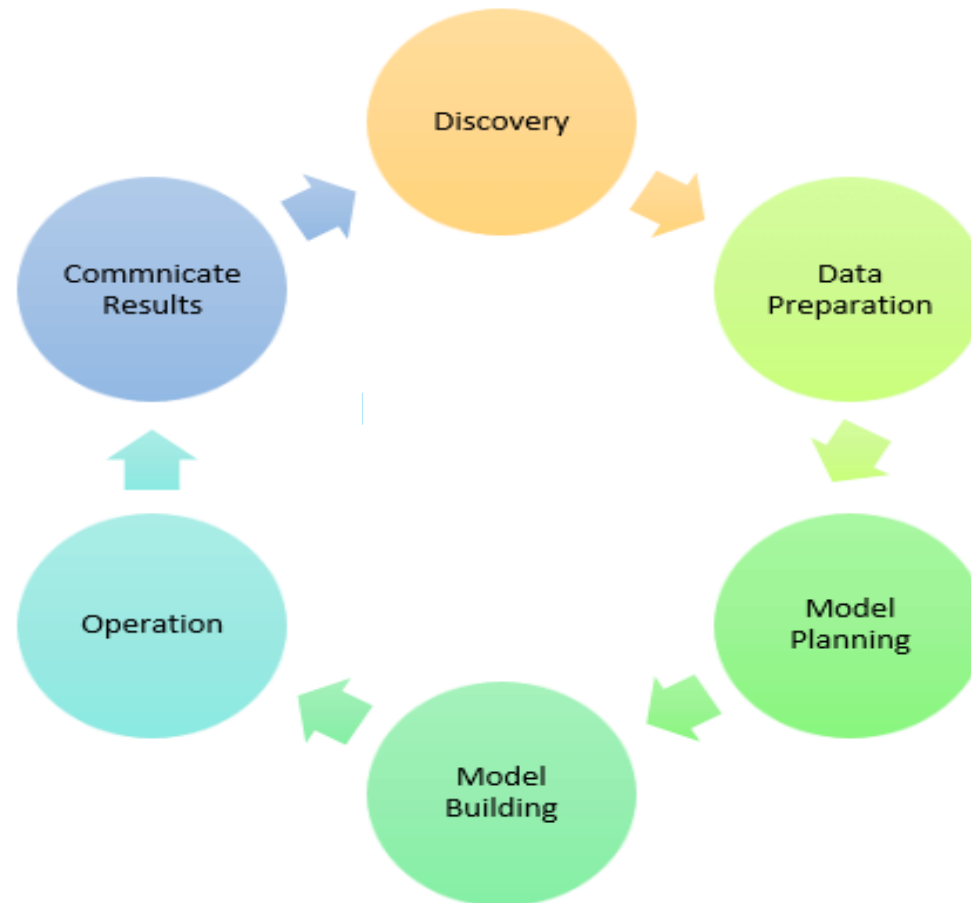 Discovery
Data
Preparation
Model
Planning
Model
Building
Operation
Commnicate
Results